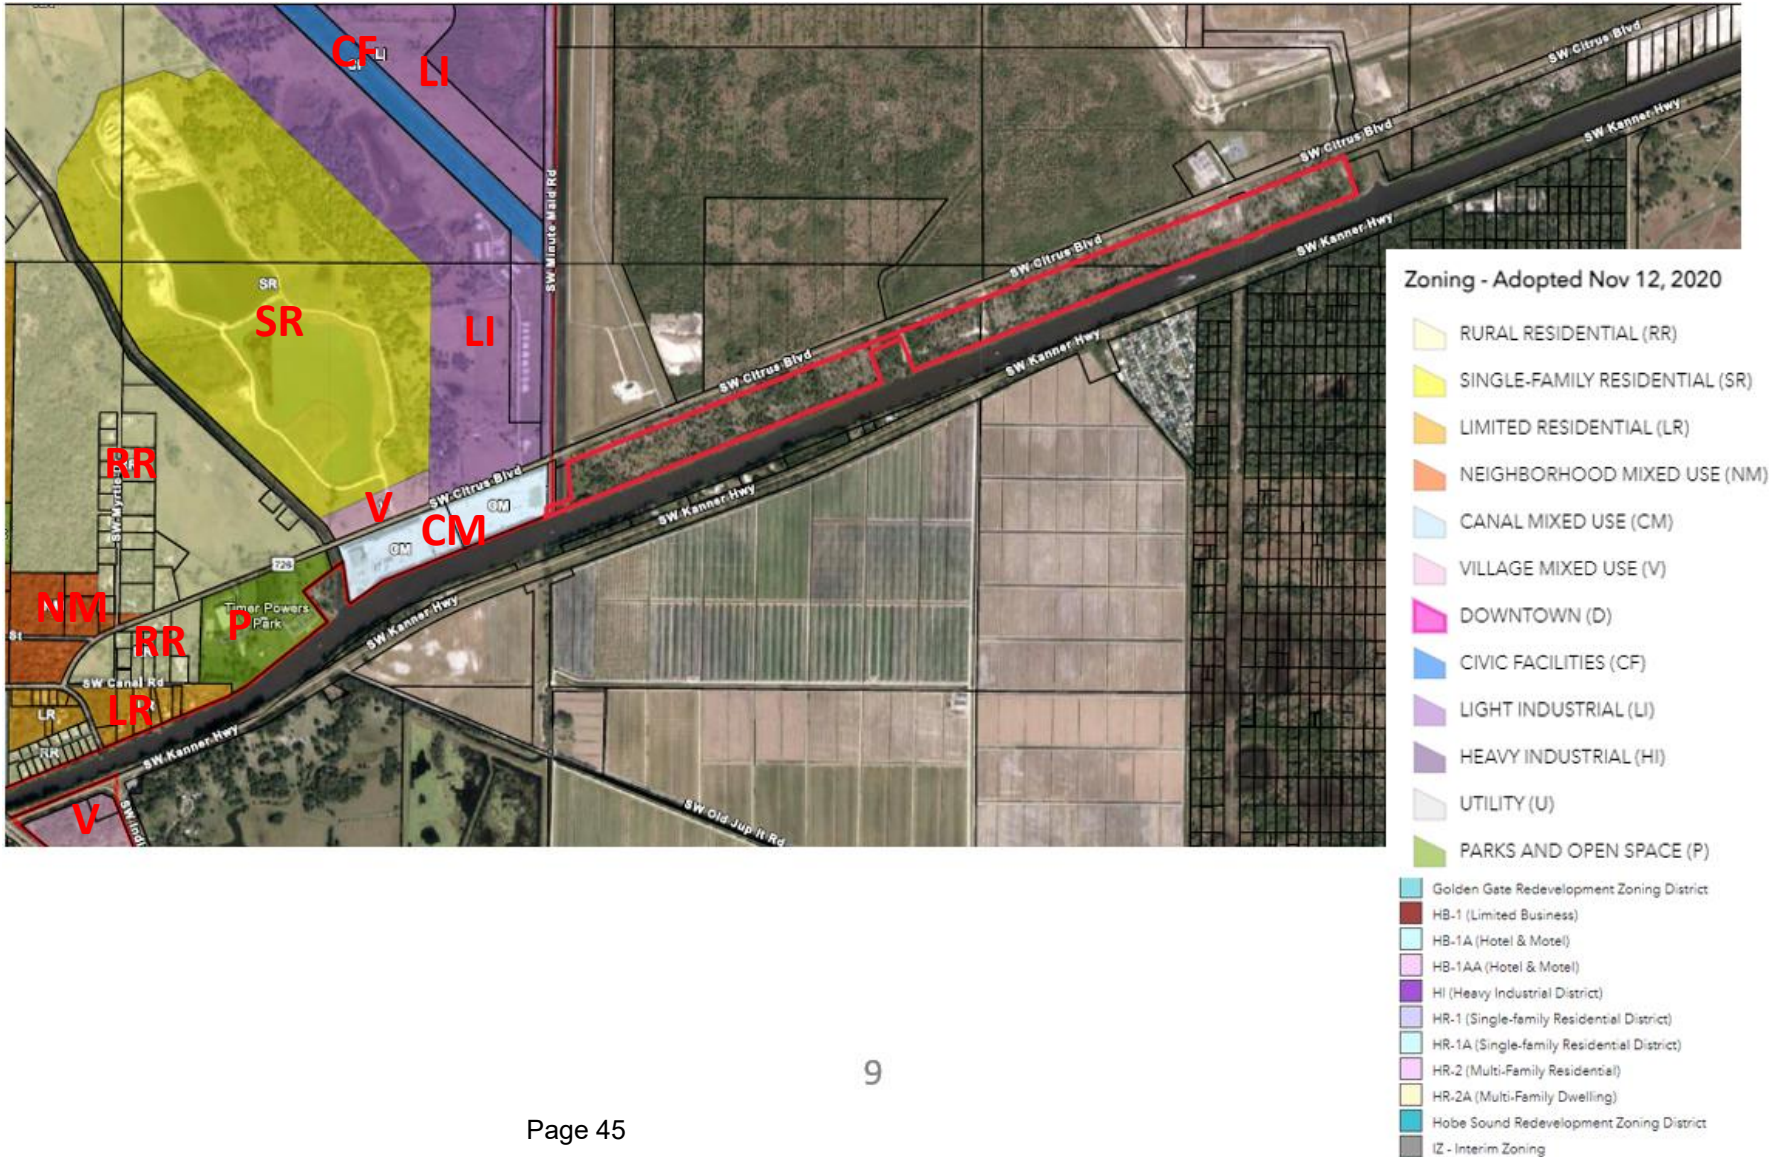 CF
LI
LI
SW Citrus Blvd
SW Kanner Hwy
SW Citrus Blvd
SW Minute Maid Rd
SW Kanner Hwy
SW Citrus Blvd
SR
SR
LI
SW Kanner Hwy
SW Citrus Blvd
RR
SW Myrtle
V
SW Citrus Blvd
CM
CM
CM
SW Kanner Hwy
726
NM
Timer Powers
Park
P
RR
SW Kanner Hwy
St
SW Canal Rd
LR
LR
RR
SW Kanner Hwy
V
SW Indi
SW Old Jup It Rd
Zoning - Adopted Nov 12, 2020
RURAL RESIDENTIAL (RR)
SINGLE-FAMILY RESIDENTIAL (SR)
LIMITED RESIDENTIAL (LR)
NEIGHBORHOOD MIXED USE (NM)
CANAL MIXED USE (CM)
VILLAGE MIXED USE (V)
DOWNTOWN (D)
CIVIC FACILITIES (CF)
LIGHT INDUSTRIAL (LI)
HEAVY INDUSTRIAL (HI)
UTILITY (U)
PARKS AND OPEN SPACE (P)
Golden Gate Redevelopment Zoning District
HB-1 (Limited Business)
HB-1A (Hotel & Motel)
HB-1AA (Hotel & Motel)
HI (Heavy Industrial District)
HR-1 (Single-family Residential District)
HR-1A (Single-family Residential District)
HR-2 (Multi-Family Residential)
HR-2A (Multi-Family Dwelling)
Hobe Sound Redevelopment Zoning District
IZ - Interim Zoning
9
Page 45